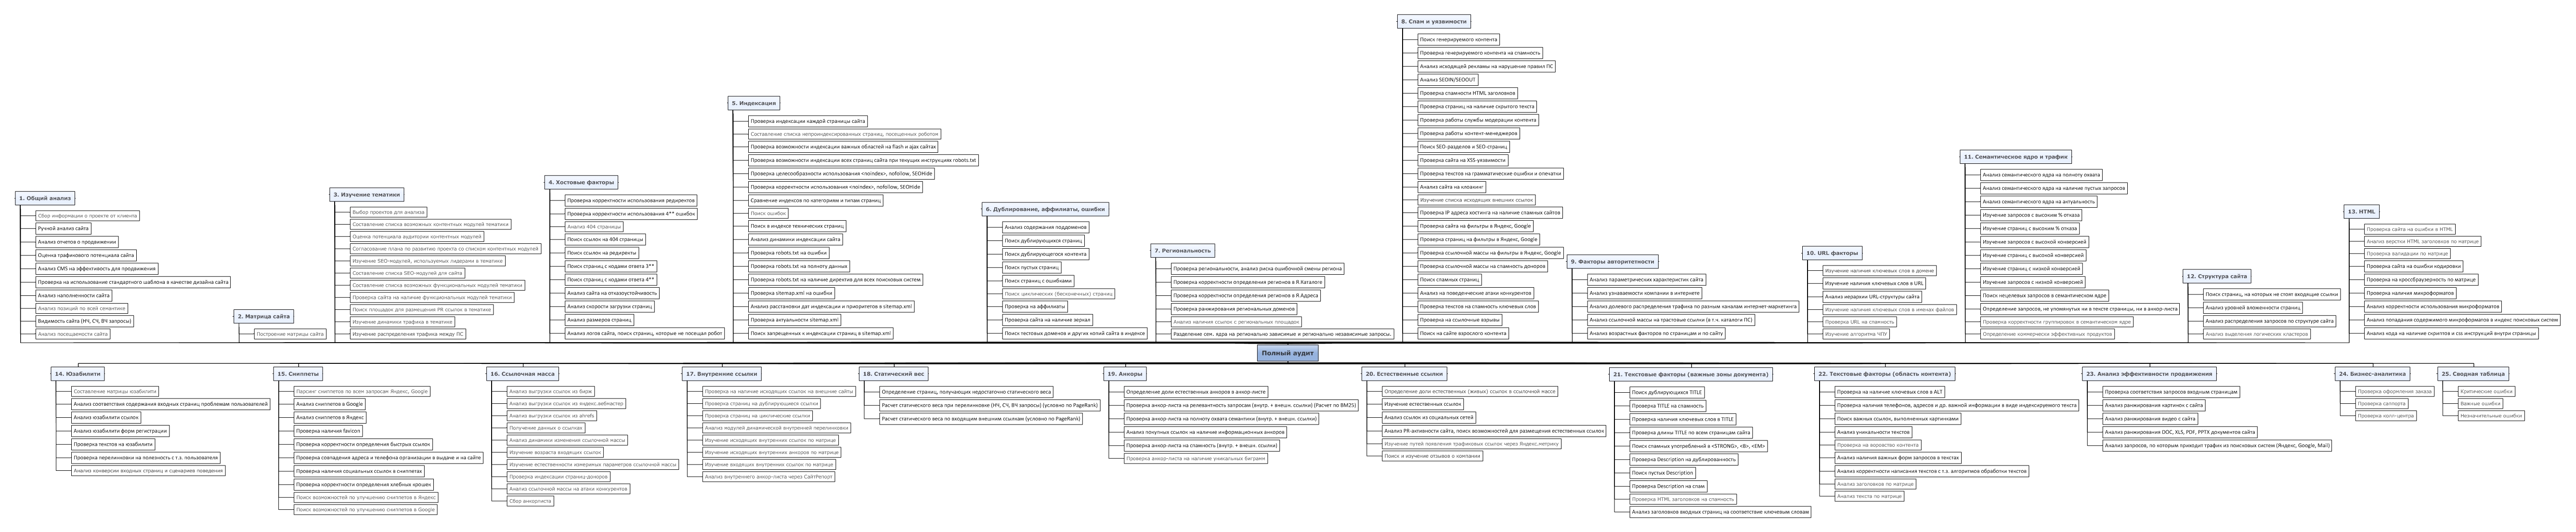 1. Общий анализ
Сбор информации о проекте от клиента
Ручной анализ сайта
Анализ отчетов о продвижении
Оценка трафикового потенциала сайта
Анализ CMS на эффективность для продвижения
Проверка на использование стандартного шаблона в качестве дизайна сайта
Анализ наполненности сайта
Анализ позиций по всей семантике
Видимость сайта (НЧ, СЧ, ВЧ запросы)
Анализ посещаемости сайта
2. Матрица сайта
Построение матрицы сайта
3. Изучение тематики
Выбор проектов для анализа
Составление списка возможных контентных модулей тематики
Оценка потенциала аудитории контентных модулей
Согласование плана по развитию проекта со списком контентных модулей
Изучение SEO-модулей, используемых лидерами в тематике
Составление списка SEO-модулей для сайта
Составление списка возможных функциональных модулей тематики
Проверка сайта на наличие функциональных модулей тематики
Поиск площадок для размещения PR ссылок в тематике
Изучение динамики трафика в тематике
Изучение распределения трафика между ПС
4. Хостовые факторы
Проверка корректности использования редиректов
Проверка корректности использования 4** ошибок
Анализ 404 страницы
Поиск ссылок на 404 страницы
Поиск ссылок на редиректы
Поиск страниц с кодами ответа 3**
Поиск страниц с кодами ответа 4**
Анализ сайта на отказоустойчивость
Анализ скорости загрузки страниц
Анализ размеров страниц
Анализ логов сайта, поиск страниц, которые не посещал робот
5. Индексация
Проверка индексации каждой страницы сайта
Составление списка непроиндексированных страниц, посещенных роботом
Проверка возможности индексации важных областей на flash и ajax сайтах
Проверка возможности индексации всех страниц сайта при текущих инструкциях robots.txt
Проверка целесообразности использования <noindex>, nofollow, SEOHide
Проверка корректности использования <noindex>, nofollow, SEOHide
Сравнение индексов по категориям и типам страниц
Поиск ошибок
Поиск в индексе технических страниц
Анализ динамики индексации сайта
Проверка robots.txt на ошибки
Проверка robots.txt на полноту данных
Проверка robots.txt на наличие директив для всех поисковых систем
Проверка sitemap.xml на ошибки
Анализ расстановки дат индексации и приоритетов в sitemap.xml
Проверка актуальности sitemap.xml
Поиск запрещенных к индексации страниц в sitemap.xml
6. Дублирование, аффилиаты, ошибки
Анализ содержания поддоменов
Поиск дублирующихся страниц
Поиск дублирующегося контента
Поиск пустых страниц
Поиск страниц с ошибками
Поиск циклических (бесконечных) страниц
Проверка на аффилиаты
Проверка сайта на наличие зеркал
Поиск тестовых доменов и других копий сайта в индексе
7. Региональность
Проверка региональности, анализ риска ошибочной смены региона
Проверка корректности определения регионов в Я.Каталоге
Проверка корректности определения регионов в Я.Адреса
Проверка ранжирования региональных доменов
Анализ наличия ссылок с региональных площадок
Разделение сем. ядра на регионально зависимые и регионально независимые запросы.
8. Спам и уязвимости
Поиск генерируемого контента
Проверка генерируемого контента на спамность
Анализ исходящей рекламы на нарушение правил ПС
Анализ SEOIN/SEOOUT
Проверка спамности HTML заголовков
Проверка страниц на наличие скрытого текста
Проверка работы службы модерации контента
Проверка работы контент-менеджеров
Поиск SEO-разделов и SEO-страниц
Проверка сайта на XSS-уязвимости
Проверка текстов на грамматические ошибки и опечатки
Анализ сайта на клоакинг
Изучение списка исходящих внешних ссылок
Проверка IP адреса хостинга на наличие спамных сайтов
Проверка сайта на фильтры в Яндекс, Google
Проверка страниц на фильтры в Яндекс, Google
Проверка ссылочной массы на фильтры в Яндекс, Google
Проверка ссылочной массы на спамность доноров
Поиск спамных страниц
Анализ на поведенческие атаки конкурентов
Проверка текстов на спамность ключевых слов
Проверка на ссылочные взрывы
Поиск на сайте взрослого контента
9. Факторы авторитетности
Анализ параметрических характеристик сайта
Анализ узнаваемости компании в интернете
Анализ долевого распределения трафика по разным каналам интернет-маркетинга
Анализ ссылочной массы на трастовые ссылки (в т.ч. каталоги ПС)
Анализ возрастных факторов по страницам и по сайту
10. URL факторы
Изучение наличия ключевых слов в домене
Изучение наличия ключевых слов в URL
Анализ иерархии URL-структуры сайта
Изучение наличия ключевых слов в именах файлов
Проверка URL на спамность
Изучение алгоритма ЧПУ
11. Семантическое ядро и трафик
Анализ семантического ядра на полноту охвата
Анализ семантического ядра на наличие пустых запросов
Анализ семантического ядра на актуальность
Изучение запросов с высоким % отказа
Изучение страниц с высоким % отказа
Изучение запросов с высокой конверсией
Изучение страниц с высокой конверсией
Изучение страниц с низкой конверсией
Изучение запросов с низкой конверсией
Поиск нецелевых запросов в семантическом ядре
Определение запросов, не упомянутых ни в тексте страницы, ни в анкор-листа
Проверка корректности группировок в семантическом ядре
Определение коммерчески эффективных продуктов
12. Структура сайта
Поиск страниц, на которых не стоят входящие ссылки
Анализ уровней вложенности страниц
Анализ распределения запросов по структуре сайта
Анализ выделения логических кластеров
13. HTML
Проверка сайта на ошибки в HTML
Анализ верстки HTML заголовков по матрице
Проверка валидации по матрице
Проверка сайта на ошибки кодировки
Проверка на кроссбраузерность по матрице
Проверка наличия микроформатов
Анализ корректности использования микроформатов
Анализ попадания содержимого микроформатов в индекс поисковых систем
Анализ кода на наличие скриптов и css инструкций внутри страницы
Полный аудит
14. Юзабилити
Составление матрицы юзабилити
Анализ соответствия содержания входных страниц проблемам пользователей
Анализ юзабилити ссылок
Анализ юзабилити форм регистрации
Проверка текстов на юзабилити
Проверка перелинковки на полезность с т.з. пользователя
Анализ конверсии входных страниц и сценариев поведения
15. Сниппеты
Парсинг сниппетов по всем запросам Яндекс, Google
Анализ сниппетов в Google
Анализ сниппетов в Яндекс
Проверка наличия favicon
Проверка корректности определения быстрых ссылок
Проверка совпадения адреса и телефона организации в выдаче и на сайте
Проверка наличия социальных ссылок в сниппетах
Проверка корректности определения хлебных крошек
Поиск возможностей по улучшению сниппетов в Яндекс
Поиск возможностей по улучшению сниппетов в Google
16. Ссылочная масса
Анализ выгрузки ссылок из бирж
Анализ выгрузки ссылок из яндекс.вебмастер
Анализ выгрузки ссылок из ahrefs
Получение данных о ссылках
Анализ динамики изменения ссылочной массы
Изучение возраста входящих ссылок
Изучение естественности измеримых параметров ссылочной массы
Проверка индексации страниц-доноров
Анализ ссылочной массы на атаки конкурентов
Сбор анкорлиста
17. Внутренние ссылки
Проверка на наличие исходящих ссылок на внешние сайты
Проверка страниц на дублирующиеся ссылки
Проверка страниц на циклические ссылки
Анализ модулей динамической внутренней перелинковки
Изучение исходящих внутренних ссылок по матрице
Изучение исходящих внутренних анкоров по матрице
Изучение входящих внутренних ссылок по матрице
Анализ внутреннего анкор-листа через СайтРепорт
18. Статический вес
Определение страниц, получающих недостаточно статического веса
Расчет статического веса при перелинковке (НЧ, СЧ, ВЧ запросы) (условно по PageRank)
Расчет статического веса по входящим внешним ссылкам (условно по PageRank)
19. Анкоры
Определение доли естественных анкоров в анкор-листе
Проверка анкор-листа на релевантность запросам (внутр. + внешн. ссылки) (Расчет по BM25)
Проверка анкор-листа на полноту охвата семантики (внутр. + внешн. ссылки)
Анализ покупных ссылок на наличие информационных анкоров
Проверка анкор-листа на спамность (внутр. + внешн. ссылки)
Проверка анкор-листа на наличие уникальных биграмм
20. Естественные ссылки
Определение доли естественных (живых) ссылок в ссылочной массе
Изучение естественных ссылок
Анализ ссылок из социальных сетей
Анализ PR-активности сайта, поиск возможностей для размещения естественных ссылок
Изучение путей появления трафиковых ссылок через Яндекс.метрику
Поиск и изучение отзывов о компании
21. Текстовые факторы (важные зоны документа)
Поиск дублирующихся TITLE
Проверка TITLE на спамность
Проверка наличия ключевых слов в TITLE
Проверка длины TITLE по всем страницам сайта
Поиск спамных употреблений в <STRONG>, <B>, <EM>
Проверка Description на дублированность
Поиск пустых Description
Проверка Description на спам
Проверка HTML заголовков на спамность
Анализ заголовков входных страниц на соответствие ключевым словам
22. Текстовые факторы (область контента)
Проверка на наличие ключевых слов в ALT
Проверка наличия телефонов, адресов и др. важной информации в виде индексируемого текста
Поиск важных ссылок, выполненных картинками
Анализ уникальности текстов
Проверка на воровство контента
Анализ наличия важных форм запросов в текстах
Анализ корректности написания текстов с т.з. алгоритмов обработки текстов
Анализ заголовков по матрице
Анализ текста по матрице
23. Анализ эффективности продвижения
Проверка соответствия запросов входным страницам
Анализ ранжирования картинок с сайта
Анализ ранжирования видео с сайта
Анализ ранжирования DOC, XLS, PDF, PPTX документов сайта
Анализ запросов, по которым приходит трафик из поисковых систем (Яндекс, Google, Mail)
24. Бизнес-аналитика
Проверка оформления заказа
Проверка саппорта
Проверка колл-центра
25. Сводная таблица
Критические ошибки
Важные ошибки
Незначительные ошибки